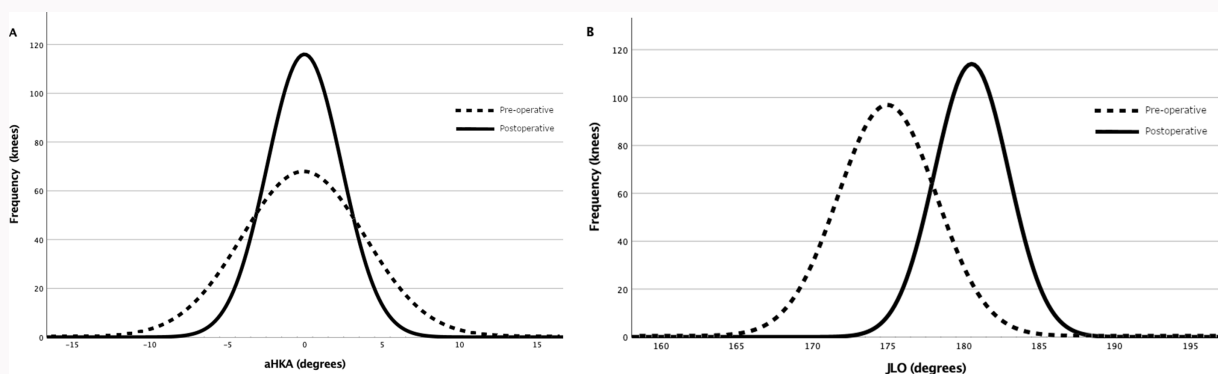 A
120
100
80
60
40
20
0
Frequency (knees)
Pre-operative
Postoperative
−15 −10 −5 0 5 10 15
aHKA (degrees)
B
120
100
80
60
40
20
0
Frequency (knees)
Pre-operative
Postoperative
160 165 170 175 180 185 190 195
JLO (degrees)